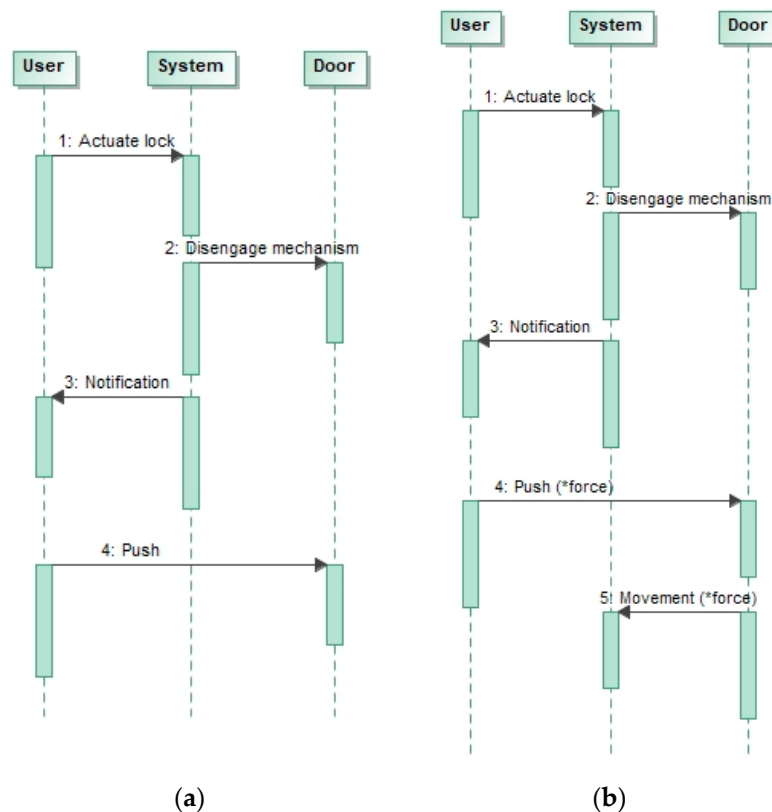 User System Door
1: Actuate lock
2: Disengage mechanism
3: Notification
4: Push
(a)
User System Door
1: Actuate lock
2: Disengage mechanism
3: Notification
4: Push (*force)
5: Movement (*force)
(b)